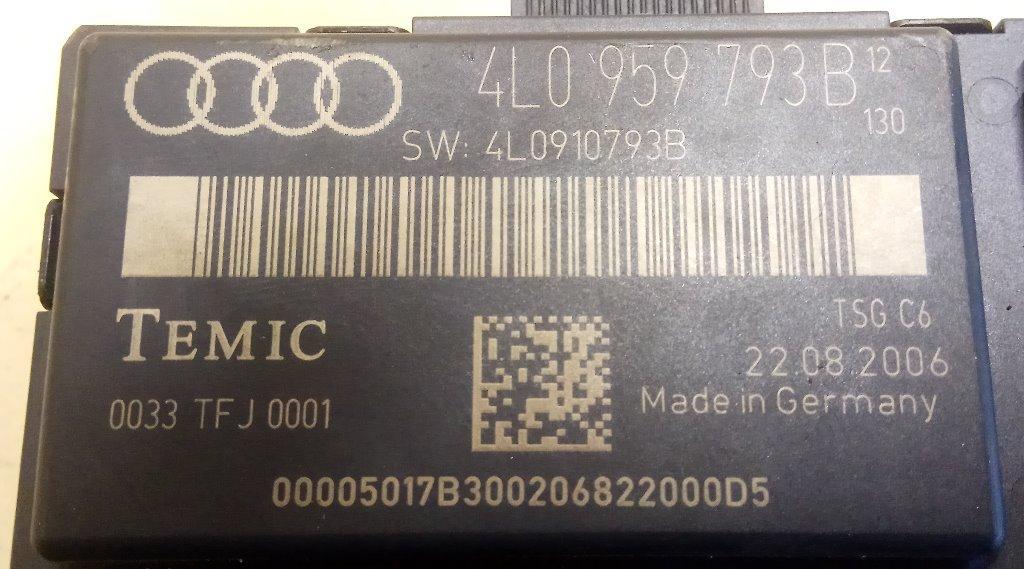 4L0 959 793 B 12
130
SW: 4L0910793B
TEMIC
TSG C6
22.08.2006
0033 TFJ 0001
Made in Germany
00005017B300206822000D5